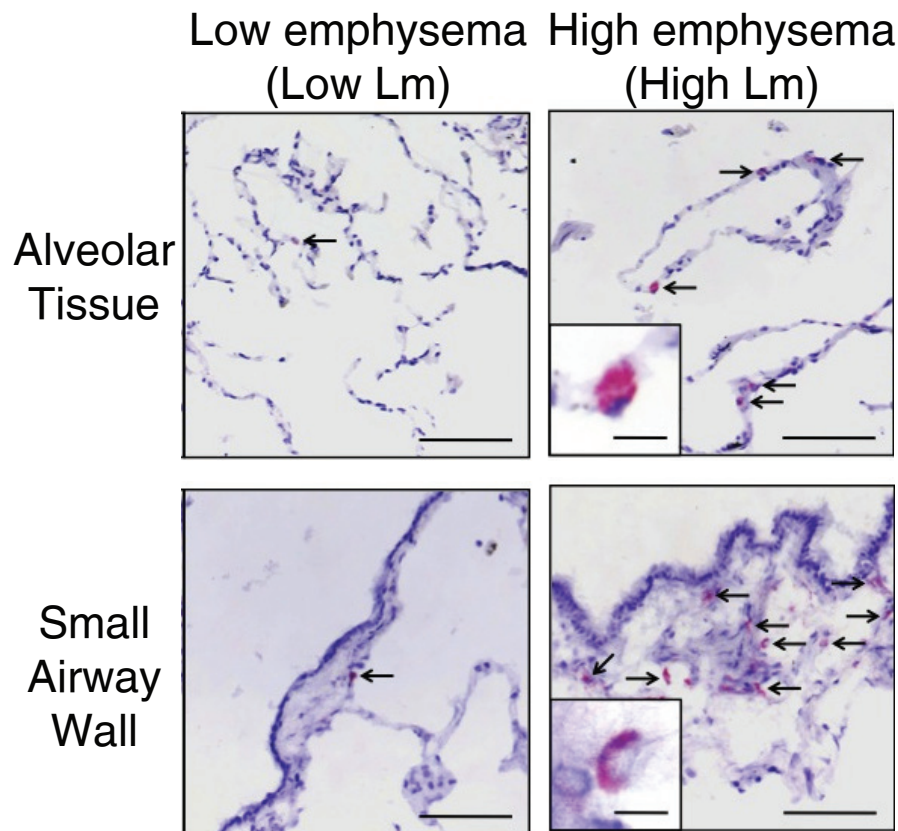 Low emphysema
(Low Lm)
High emphysema
(High Lm)
Alveolar
Tissue
Small
Airway
Wall